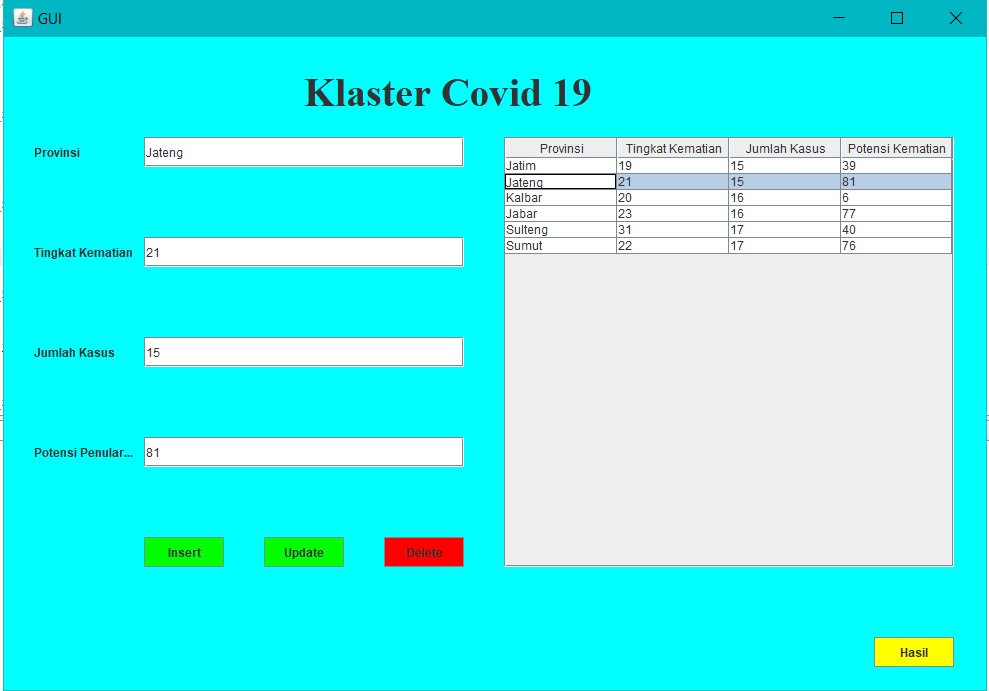 GUI
Klaster Covid 19
Provinsi Jateng
Tingkat Kematian 21
Jumlah Kasus 15
Potensi Penular... 81
Insert Update Delete
Provinsi Tingkat Kematian Jumlah Kasus Potensi Kematian
Jatim 19 15 39
Jateng 21 15 81
Kalbar 20 16 6
Jabar 23 16 77
Sulteng 31 17 40
Sumut 22 17 76
Hasil